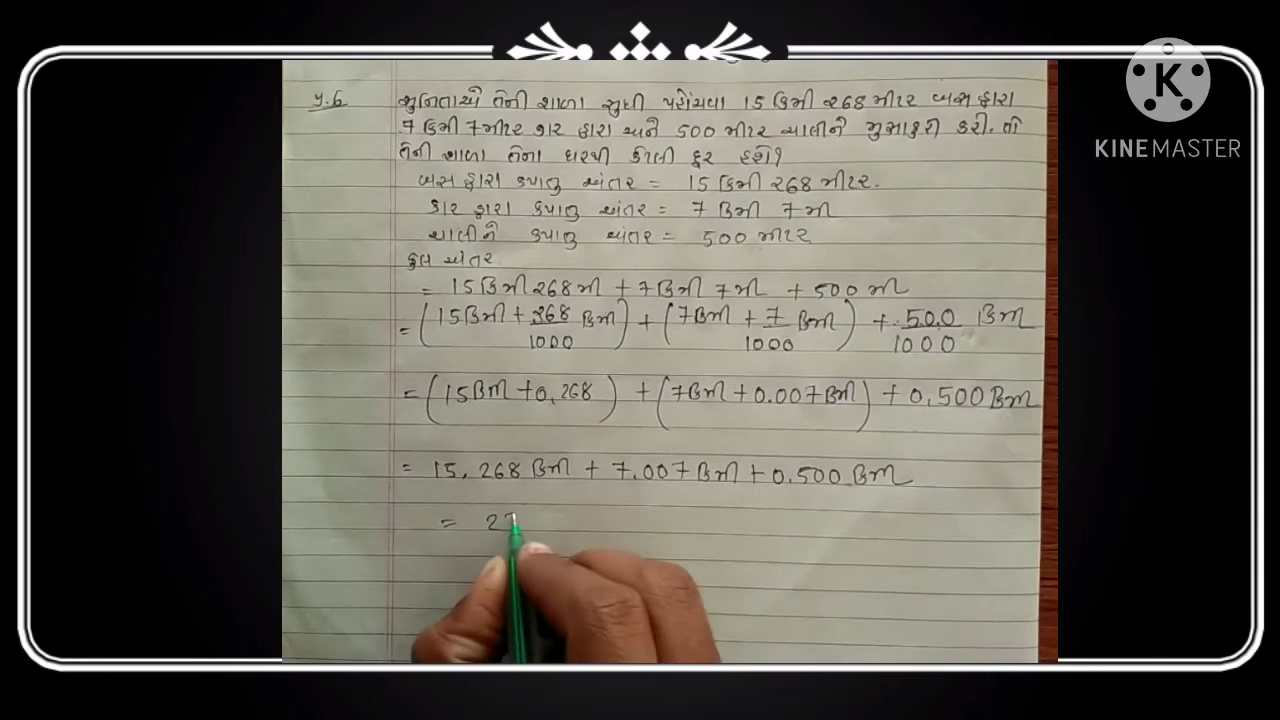 પ્ર.6 સુનિતાએ તેની શાળા સુધી પહોંચવા 15 કિમી 268 મીટર બસ દ્વારા
7 કિમી 7 મીટર કાર દ્વારા અને 500 મીટર ચાલીને મુસાફરી કરી. તો
તેની શાળા તેના ઘરથી કેટલી દૂર હશે?
બસ દ્વારા કપાતુ અંતર = 15 કિમી 268 મીટર.
કાર દ્વારા કપાતુ અંતર = 7 કિમી 7 મી
ચાલીને કપાતુ અંતર = 500 મીટર
કુલ અંતર.
= 15 કિમી 268 મી + 7 કિમી 7 મી + 500 મી
= (15 કિમી + 268/1000 કિમી) + (7 કિમી + 7/1000 કિમી) + 500/1000 કિમી
= (15 કિમી + 0.268) + (7 કિમી + 0.007 કિમી) + 0.500 કિમી
= 15.268 કિમી + 7.007 કિમી + 0.500 કિમી
= 2
K
KINEMASTER